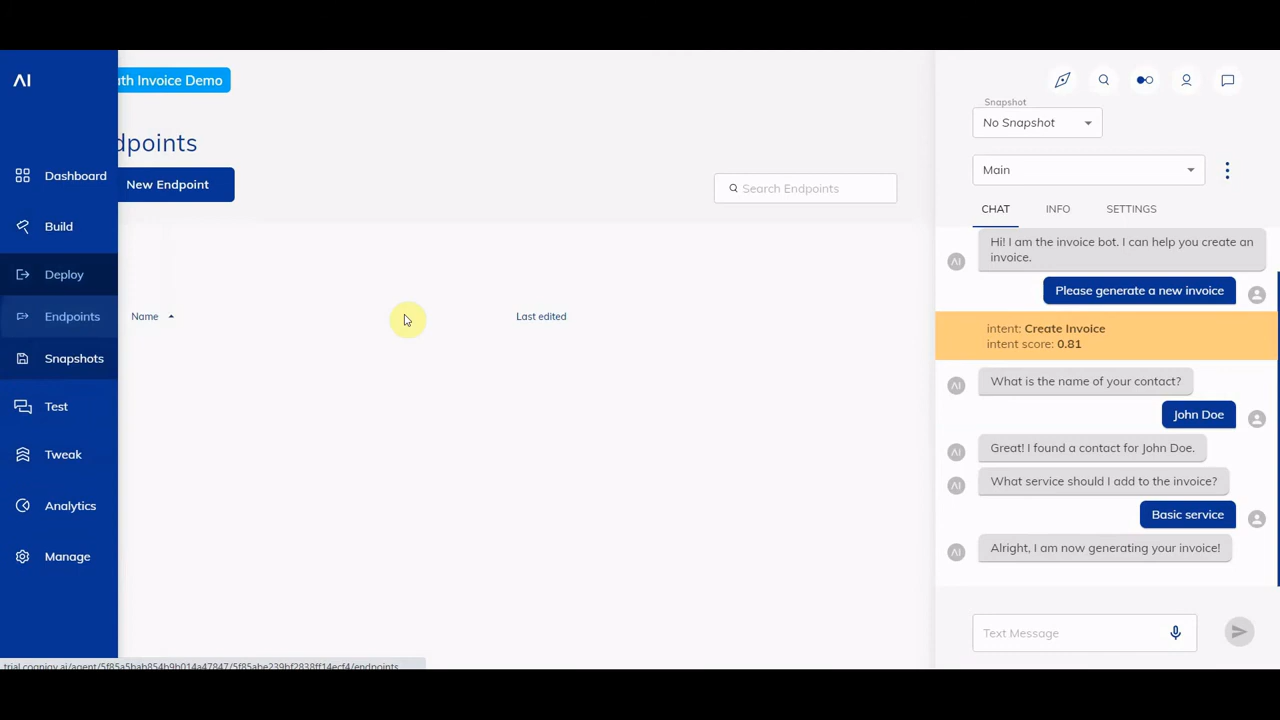 AI
Dashboard
Build
Deploy
Endpoints
Snapshots
Test
Tweak
Analytics
Manage
th Invoice Demo
dpoints
New Endpoint
Search Endpoints
Name
Last edited
Snapshot
No Snapshot
Main
CHAT INFO SETTINGS
Hi! I am the invoice bot. I can help you create an
invoice.
Please generate a new invoice
intent: Create Invoice
intent score: 0.81
What is the name of your contact?
John Doe
Great! I found a contact for John Doe.
What service should I add to the invoice?
Basic service
Alright, I am now generating your invoice!
Text Message